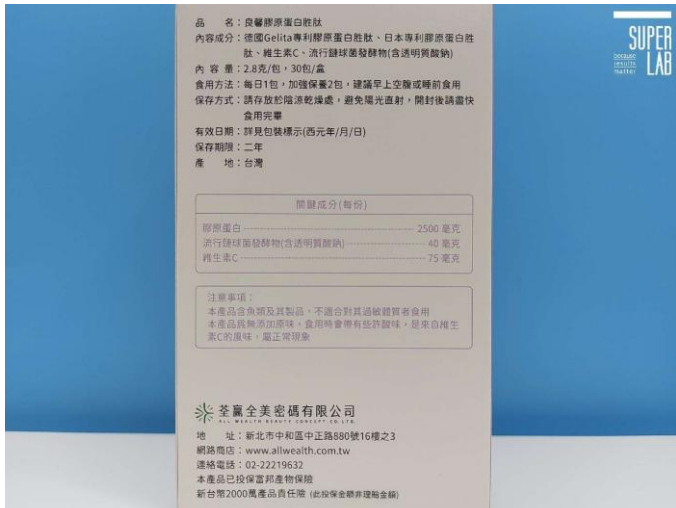 品　　名：良馨膠原蛋白胜肽
內容成分：德國Gelita專利膠原蛋白胜肽、日本專利膠原蛋白胜
肽、維生素C、流行鏈球菌發酵物(含透明質酸鈉)
內 容 量：2.8克/包，30包/盒
食用方法：每日1包，加強保養2包，建議早上空腹或睡前食用
保存方式：請存放於陰涼乾燥處，避免陽光直射，開封後請盡快
食用完畢
有效日期：詳見包裝標示(西元年/月/日)
保存期限：二年
產　　地：台灣
關鍵成分(每份)
膠原蛋白 2500 毫克
流行鏈球菌發酵物(含透明質酸鈉) 40 毫克
維生素C 75 毫克
注意事項：
本產品含魚類及其製品，不適合對其過敏體質者食用
本產品為無添加原味，食用時會帶有些許酸味，是來自維生
素C的風味，屬正常現象
荃贏全美密碼有限公司
ALL WEALTH BEAUTY CONCEPT CO LTD
地　　址：新北市中和區中正路880號16樓之3
網路商店：www.allwealth.com.tw
連絡電話：02-22219632
本產品已投保富邦產物保險
新台幣2000萬產品責任險 (此投保金額非理賠金額)
SUPER
because
results
matter
LAB